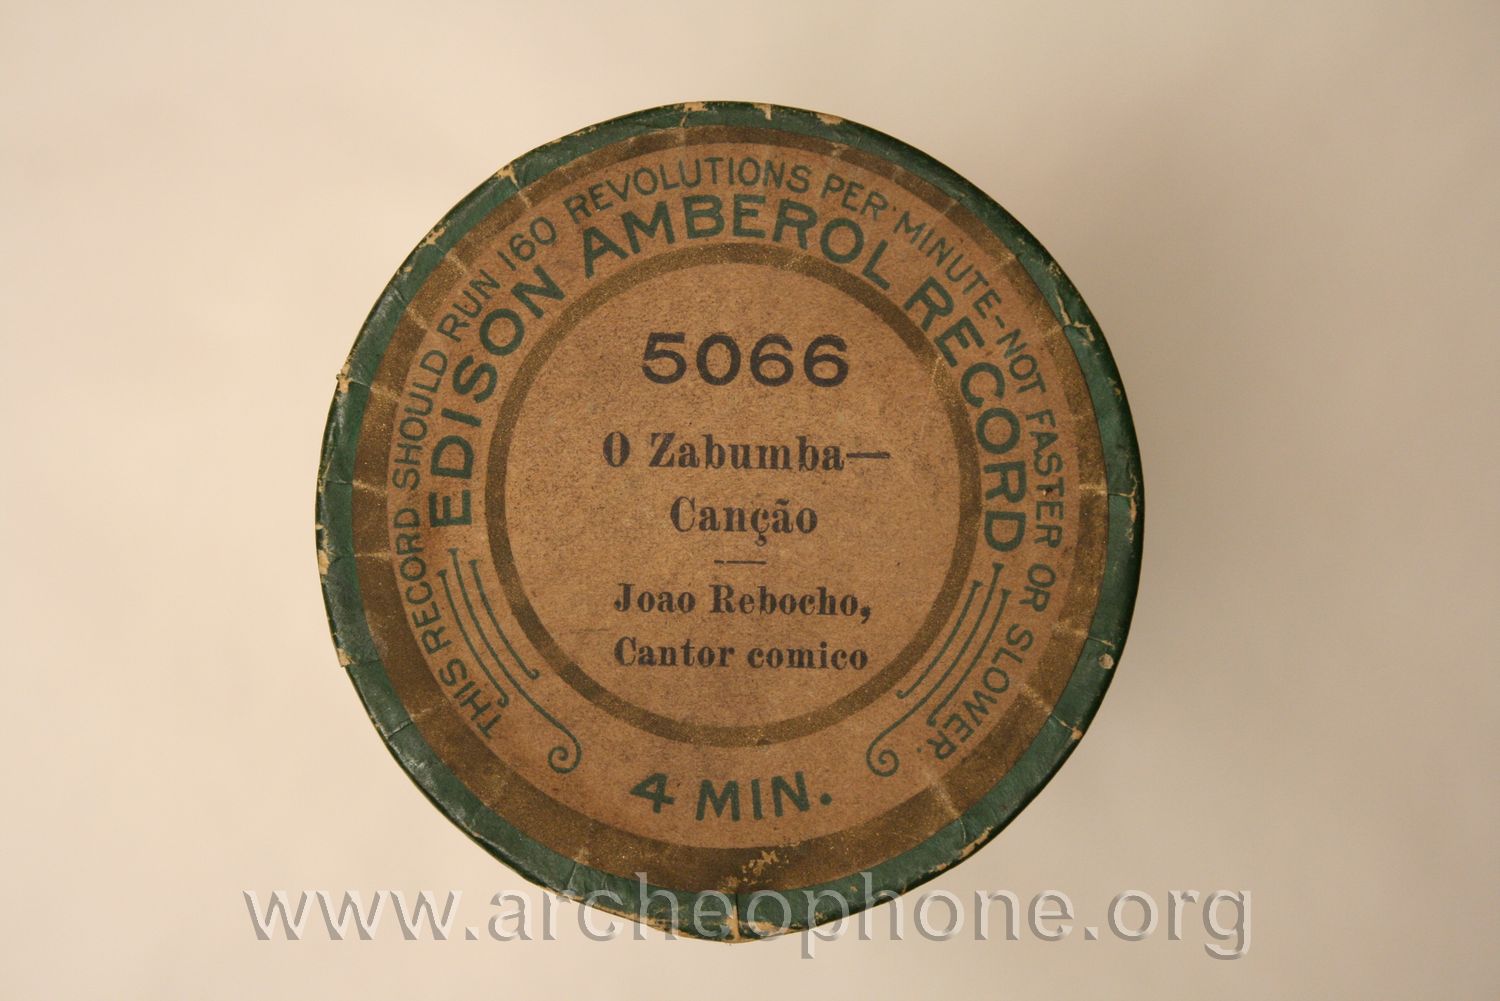 THIS RECORD SHOULD RUN 160 REVOLUTIONS PER MINUTE-NOT FASTER OR SLOWER.
EDISON AMBEROL RECORD
5066
O Zabumba—
Canção
Joao Rebocho,
Cantor comico
4 MIN.
www.archeophone.org